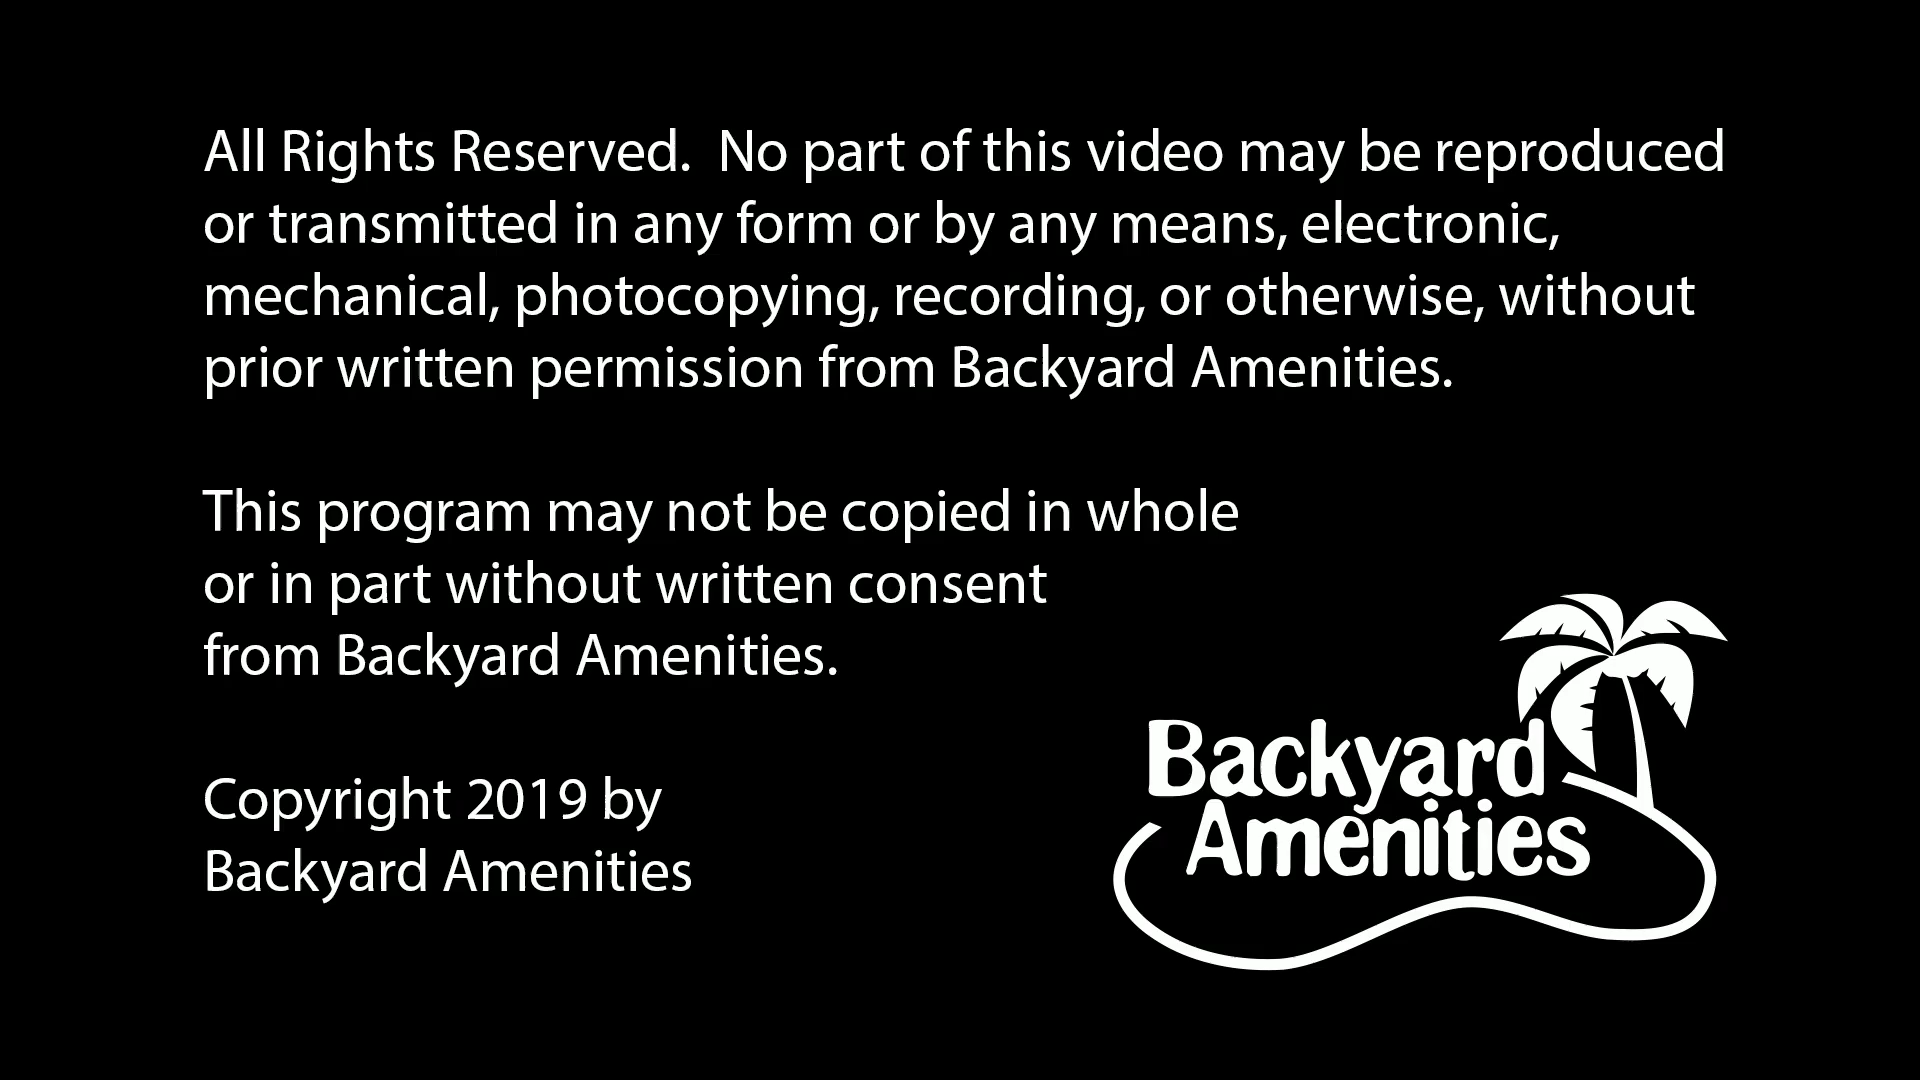 All Rights Reserved.  No part of this video may be reproduced
or transmitted in any form or by any means, electronic,
mechanical, photocopying, recording, or otherwise, without
prior written permission from Backyard Amenities.
This program may not be copied in whole
or in part without written consent
from Backyard Amenities.
Copyright 2019 by
Backyard Amenities
Backyard
Amenities